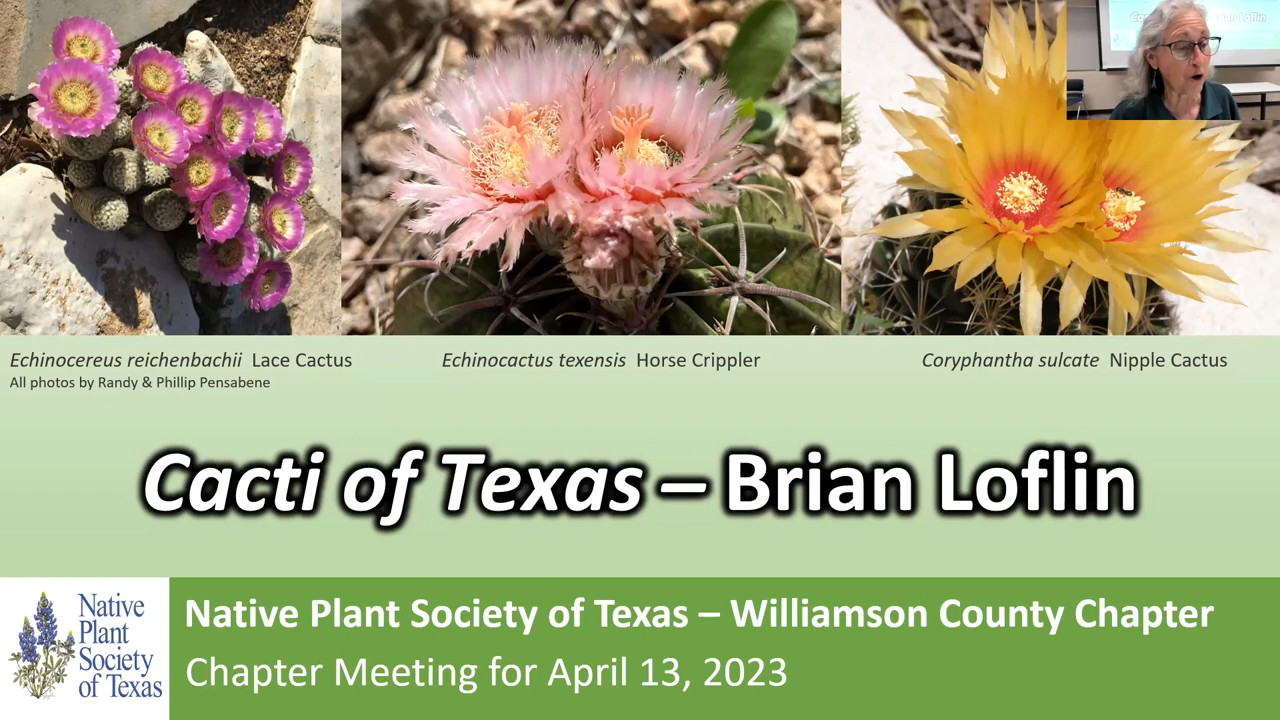 Echinocereus reichenbachii Lace Cactus
All photos by Randy & Phillip Pensabene
Echinocactus texensis Horse Crippler
Coryphantha sulcate Nipple Cactus
Cacti of Texas – Brian Loflin
Native
Plant
Society
of Texas
Native Plant Society of Texas – Williamson County Chapter
Chapter Meeting for April 13, 2023